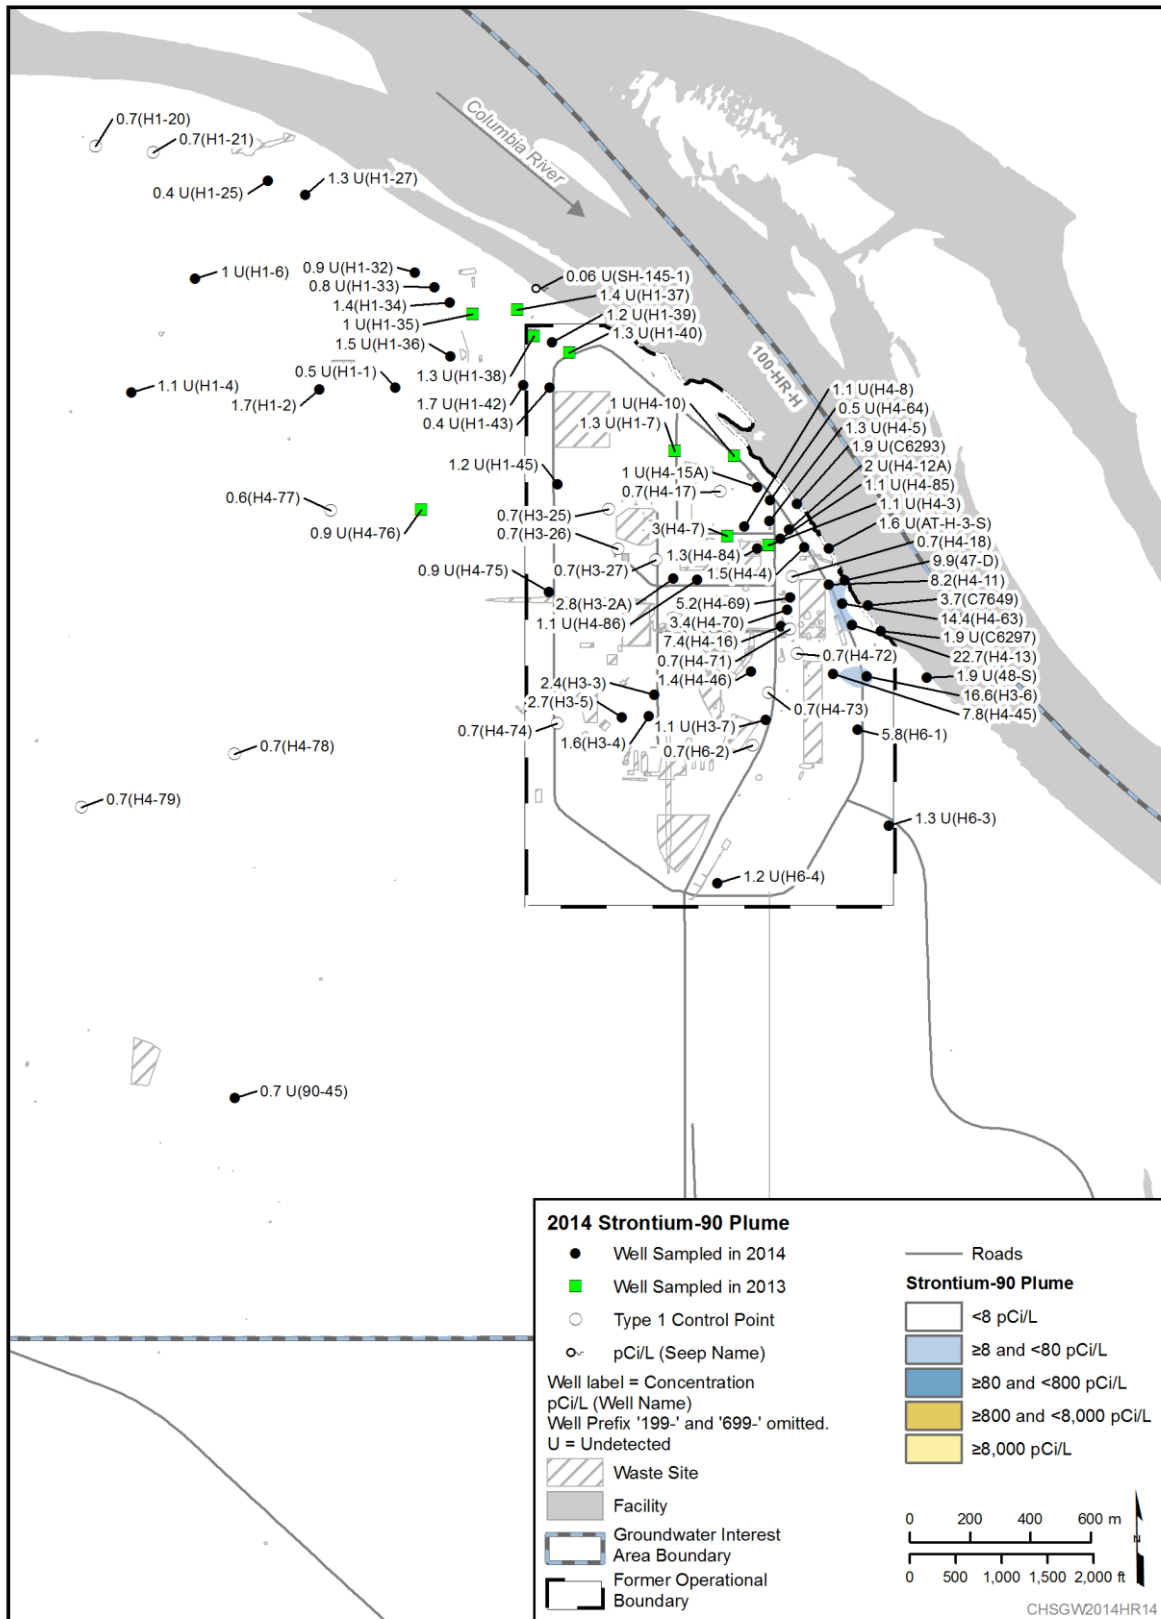 0.7(H1-20)
0.7(H1-21)
0.4 U(H1-25)
1.3 U(H1-27)
Columbia River
1 U(H1-6)
0.9 U(H1-32)
0.8 U(H1-33)
1.4(H1-34)
1 U(H1-35)
1.5 U(H1-36)
0.06 U(SH-145-1)
1.4 U(H1-37)
1.2 U(H1-39)
1.3 U(H1-40)
100-HR-H
1.3 U(H1-38)
0.5 U(H1-1)
1.1 U(H1-4)
1.7(H1-2)
1.7 U(H1-42)
0.4 U(H1-43)
1 U(H4-10)
1.3 U(H1-7)
1.1 U(H4-8)
0.5 U(H4-64)
1.3 U(H4-5)
1.9 U(C6293)
2 U(H4-12A)
1.1 U(H4-85)
1.1 U(H4-3)
1.6 U(AT-H-3-S)
0.7(H4-18)
9.9(47-D)
8.2(H4-11)
3.7(C7649)
14.4(H4-63)
1.9 U(C6297)
22.7(H4-13)
1.9 U(48-S)
16.6(H3-6)
7.8(H4-45)
1.2 U(H1-45)
1 U(H4-15A)
0.7(H4-17)
0.6(H4-77)
0.9 U(H4-76)
0.7(H3-25)
0.7(H3-26)
0.7(H3-27)
3(H4-7)
1.3(H4-84)
1.5(H4-4)
0.9 U(H4-75)
2.8(H3-2A)
1.1 U(H4-86)
5.2(H4-69)
3.4(H4-70)
7.4(H4-16)
0.7(H4-71)
1.4(H4-46)
0.7(H4-72)
2.4(H3-3)
2.7(H3-5)
0.7(H4-74)
1.6(H3-4)
1.1 U(H3-7)
0.7(H6-2)
0.7(H4-73)
5.8(H6-1)
0.7(H4-78)
0.7(H4-79)
1.3 U(H6-3)
1.2 U(H6-4)
0.7 U(90-45)
2014 Strontium-90 Plume
Well Sampled in 2014
Well Sampled in 2013
Type 1 Control Point
pCi/L (Seep Name)
Well label = Concentration
pCi/L (Well Name)
Well Prefix '199-' and '699-' omitted.
U = Undetected
Waste Site
Facility
Groundwater Interest
Area Boundary
Former Operational
Boundary
Roads
Strontium-90 Plume
<8 pCi/L
≥8 and <80 pCi/L
≥80 and <800 pCi/L
≥800 and <8,000 pCi/L
≥8,000 pCi/L
0 200 400 600 m
N
0 500 1,000 1,500 2,000 ft
CHSGW2014HR14